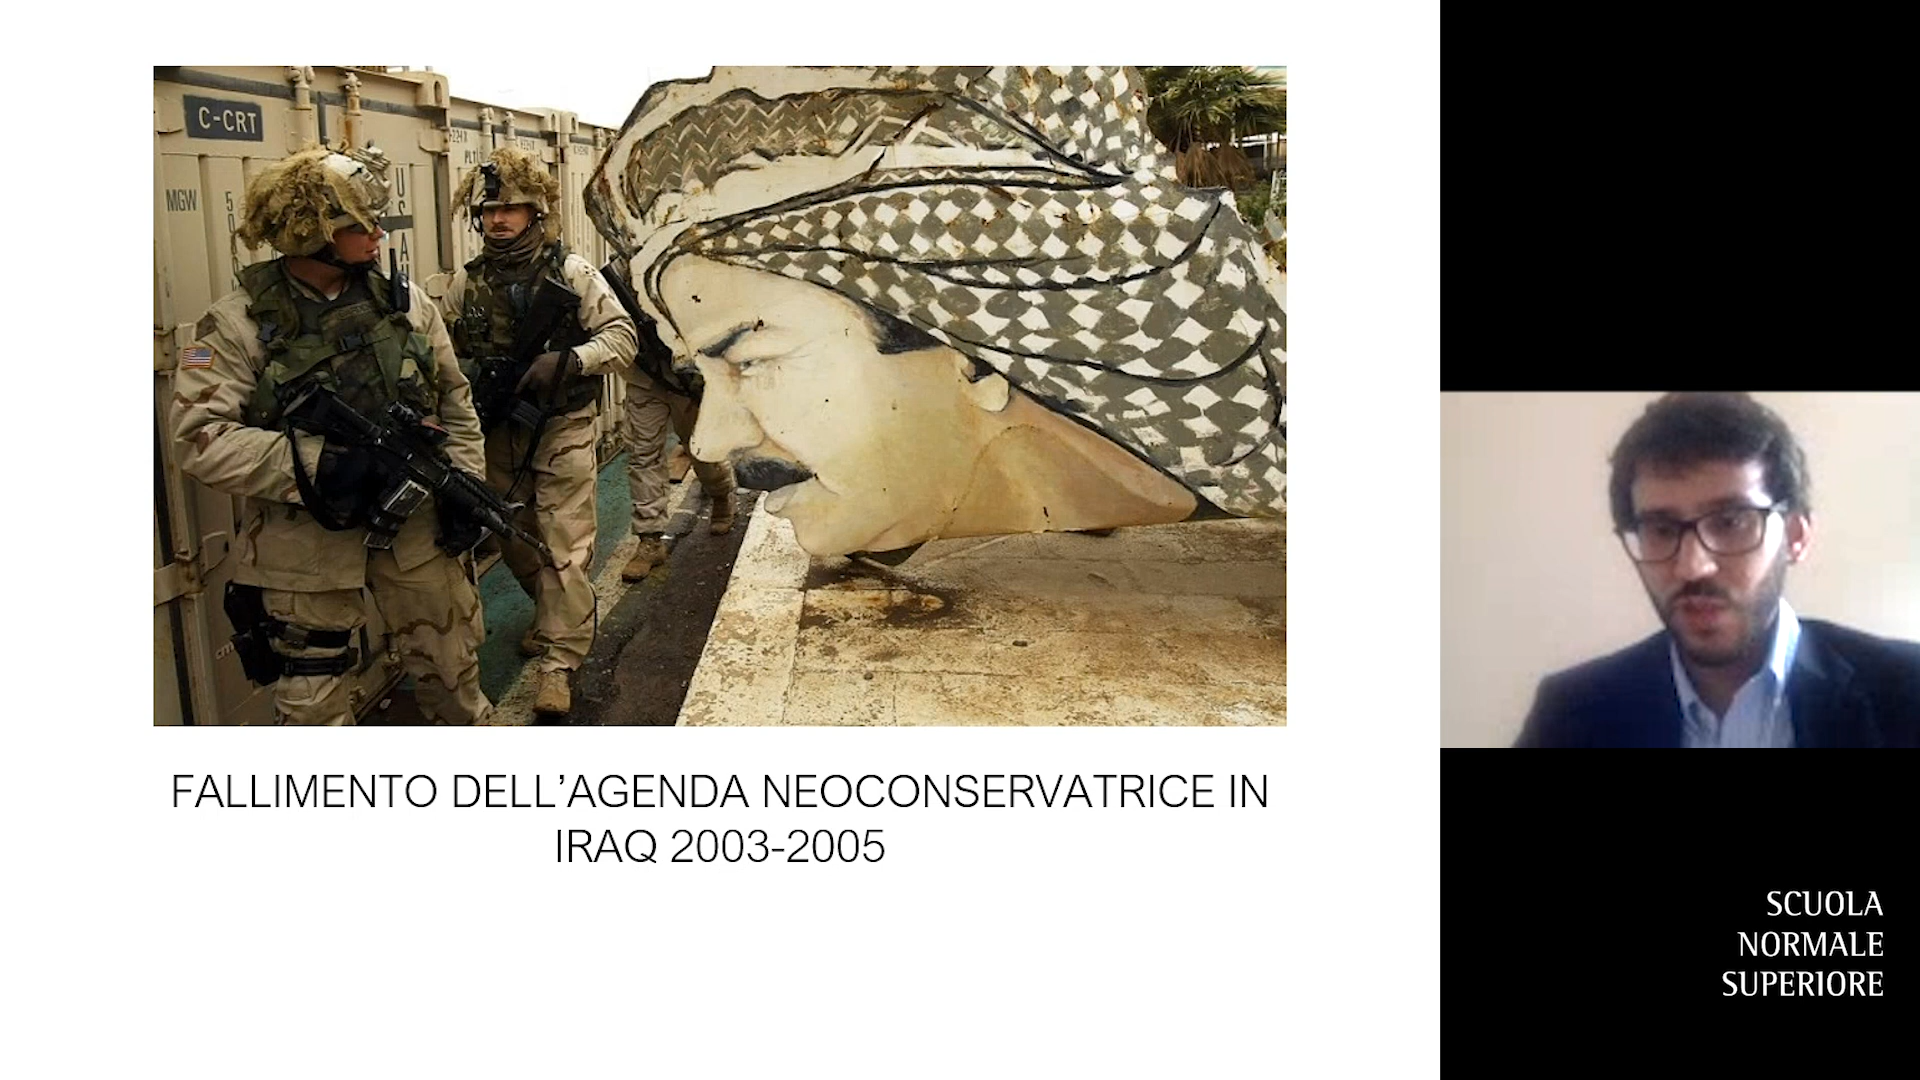 C-CRT
MGW
FALLIMENTO DELL’AGENDA NEOCONSERVATRICE IN
IRAQ 2003-2005
SCUOLA
NORMALE
SUPERIORE